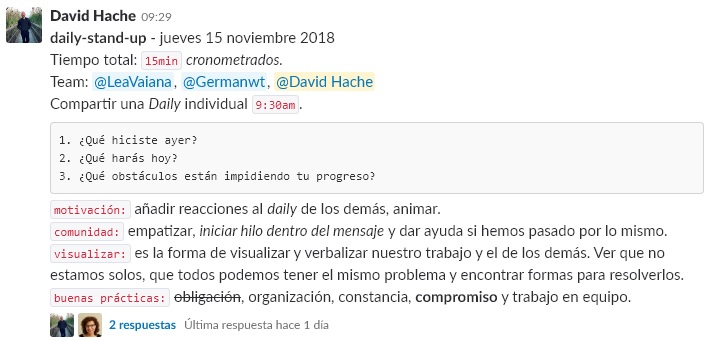 David Hache 09:29
daily-stand-up - jueves 15 noviembre 2018
Tiempo total: 15min cronometrados.
Team: @LeaVaiana, @Germanwt, @David Hache
Compartir una Daily individual 9:30am.
1. ¿Qué hiciste ayer?
2. ¿Qué harás hoy?
3. ¿Qué obstáculos están impidiendo tu progreso?
motivación: añadir reacciones al daily de los demás, animar.
comunidad: empatizar, iniciar hilo dentro del mensaje y dar ayuda si hemos pasado por lo mismo.
visualizar: es la forma de visualizar y verbalizar nuestro trabajo y el de los demás. Ver que no
estamos solos, que todos podemos tener el mismo problema y encontrar formas para resolverlos.
buenas prácticas: obligación, organización, constancia, compromiso y trabajo en equipo.
2 respuestas Última respuesta hace 1 día